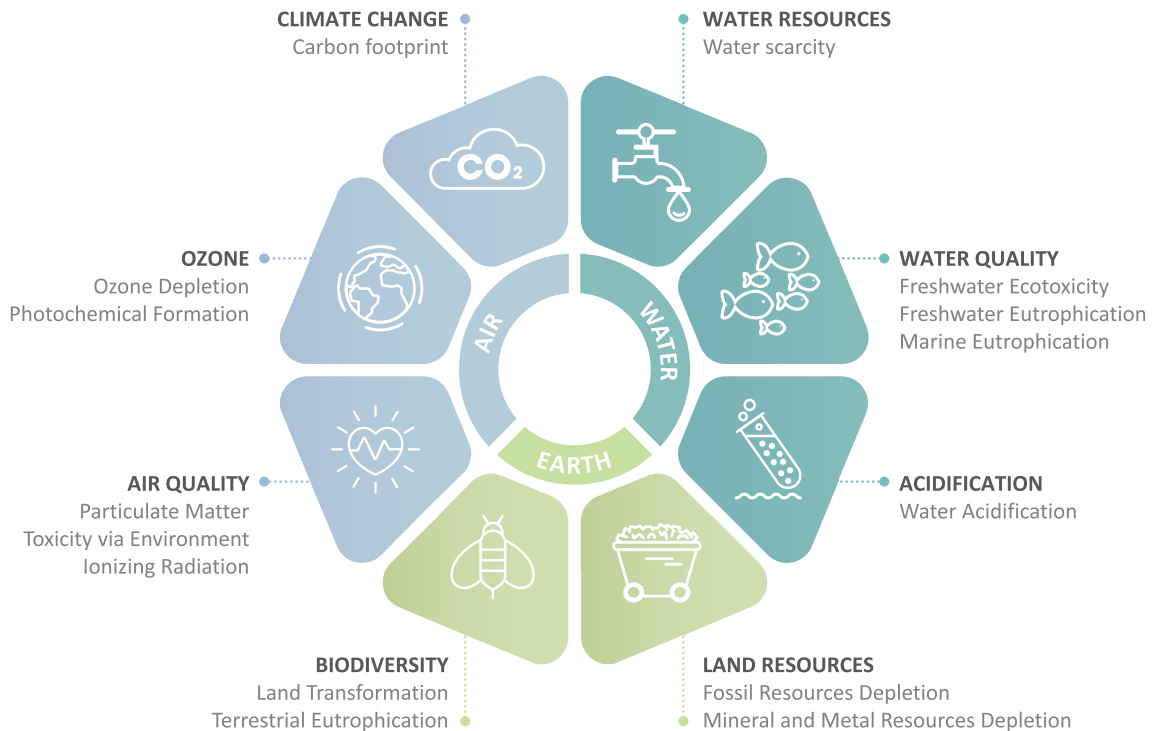 CLIMATE CHANGE
Carbon footprint
WATER RESOURCES
Water scarcity
CO2
OZONE
Ozone Depletion
Photochemical Formation
WATER QUALITY
Freshwater Ecotoxicity
Freshwater Eutrophication
Marine Eutrophication
AIR
WATER
EARTH
AIR QUALITY
Particulate Matter
Toxicity via Environment
Ionizing Radiation
ACIDIFICATION
Water Acidification
BIODIVERSITY
Land Transformation
Terrestrial Eutrophication
LAND RESOURCES
Fossil Resources Depletion
Mineral and Metal Resources Depletion